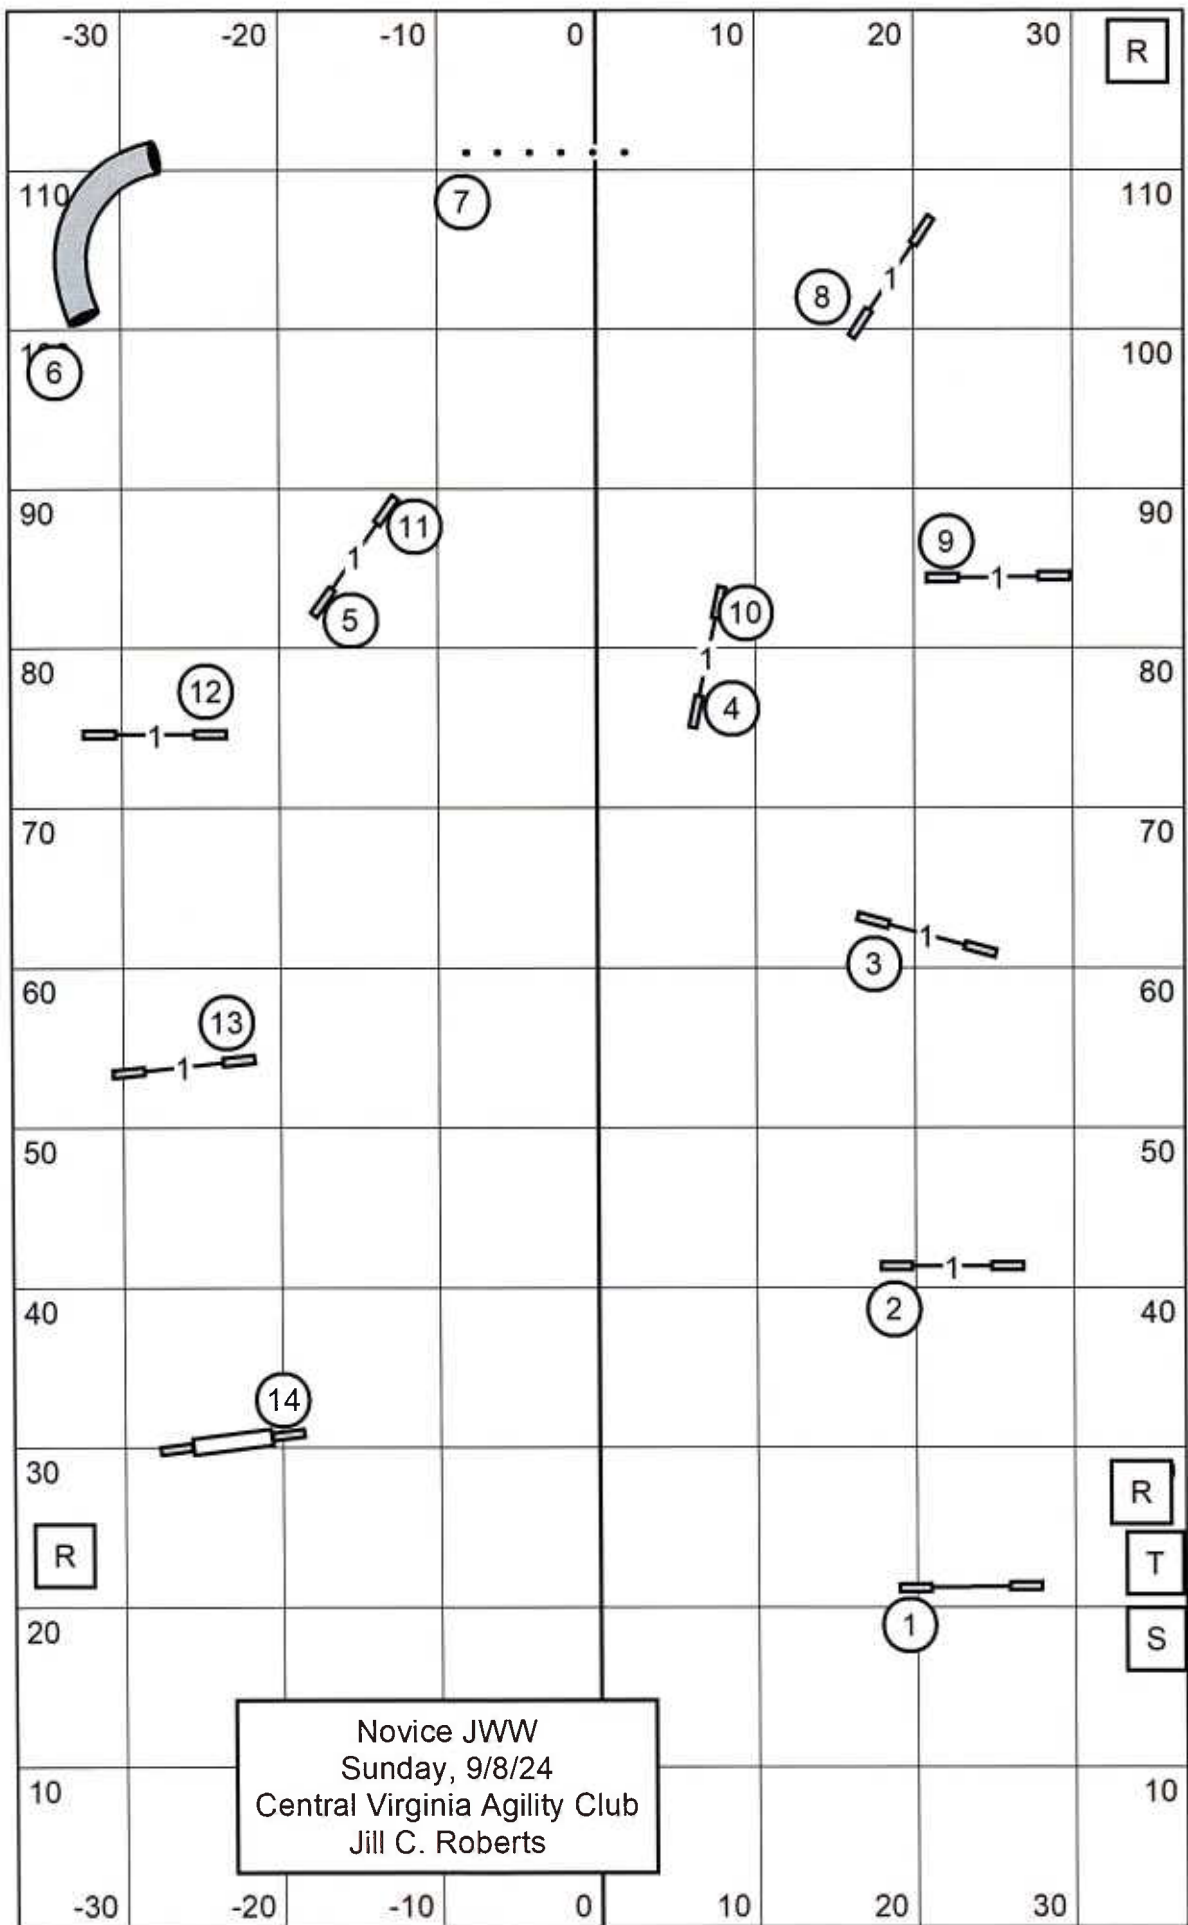 -30 -20 -10 0 10 20 30 R
110 7 110
8 1
6 100
90 11 9 90
1 5 10 1
80 12 1 4 80
1
70 70
3 1
60 13 60
1
50 50
1
40 2 40
14
30 R
R T
1
20 S
Novice JWW
Sunday, 9/8/24
10 Central Virginia Agility Club 10
Jill C. Roberts
-30 -20 -10 0 10 20 30